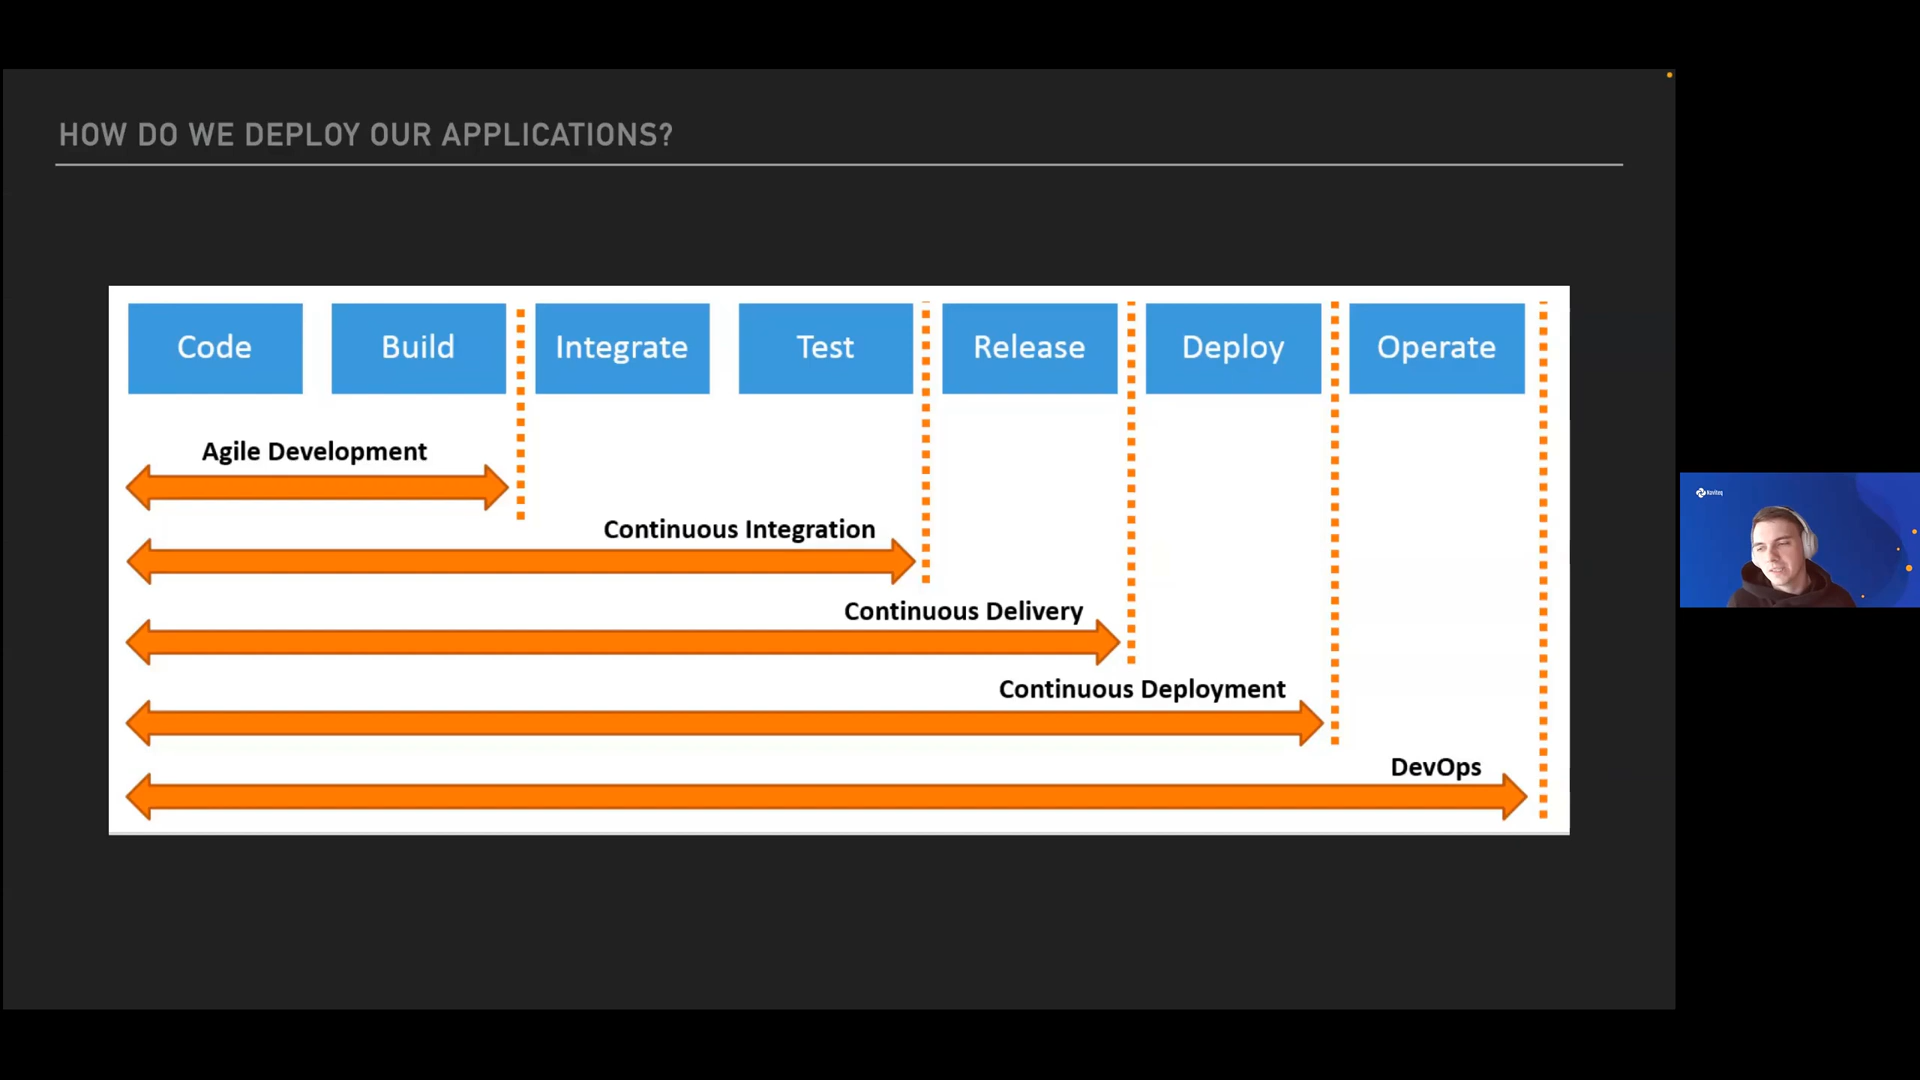 HOW DO WE DEPLOY OUR APPLICATIONS?
Code
Build
Integrate
Test
Release
Deploy
Operate
Agile Development
Continuous Integration
Continuous Delivery
Continuous Deployment
DevOps